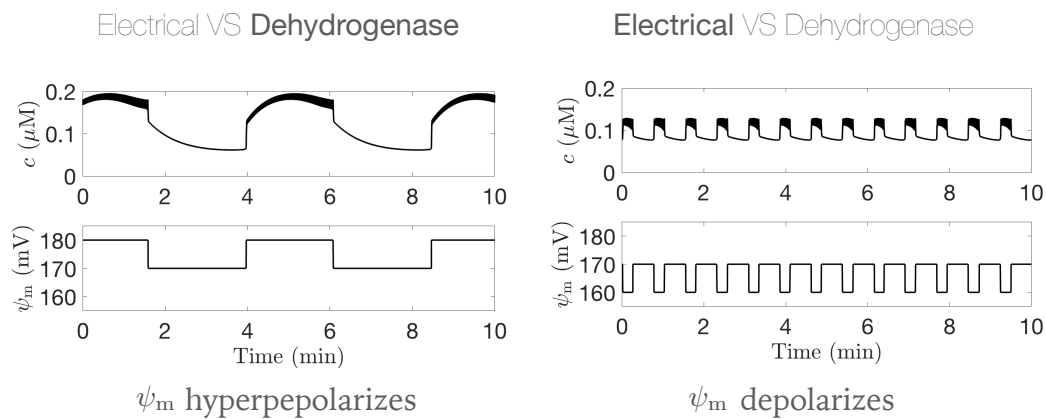 Electrical VS Dehydrogenase
0.2
0.1
0
c (μM)
0 2 4 6 8 10
180
170
160
ψm (mV)
0 2 4 6 8 10
Time (min)
ψm hyperpepolarizes
Electrical VS Dehydrogenase
0.2
0.1
0
c (μM)
0 2 4 6 8 10
180
170
160
ψm (mV)
0 2 4 6 8 10
Time (min)
ψm depolarizes